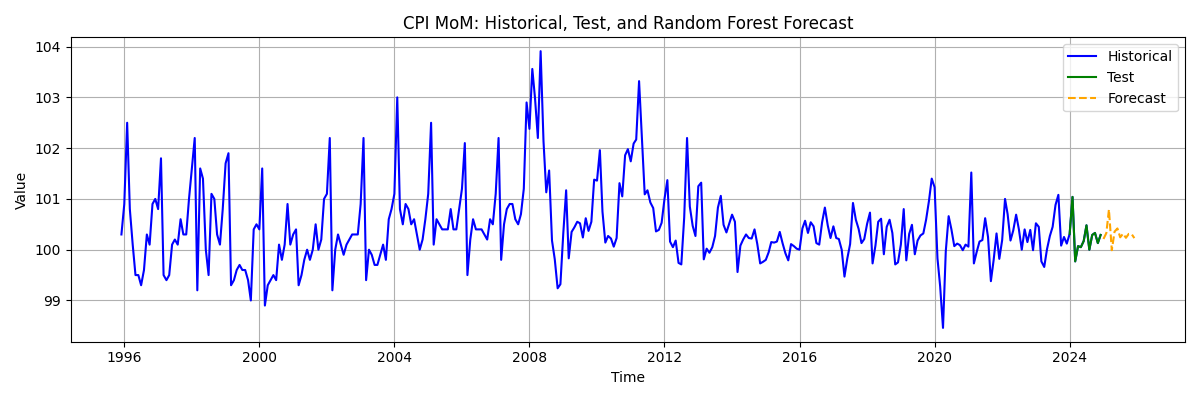 CPI MoM: Historical, Test, and Random Forest Forecast
Historical
Test
Forecast
Value
104
103
102
101
100
99
1996 2000 2004 2008 2012 2016 2020 2024
Time